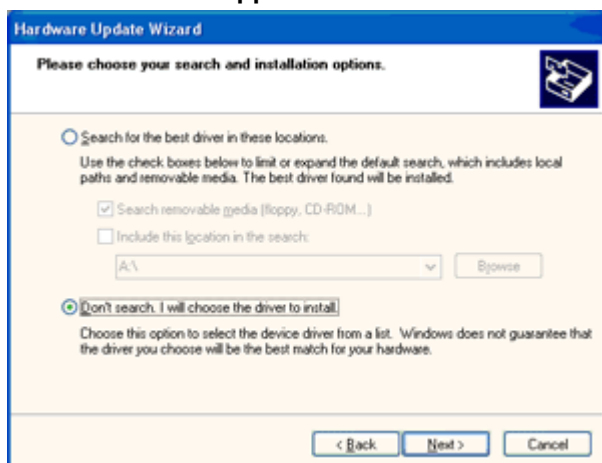 Hardware Update Wizard
Please choose your search and installation options.
Search for the best driver in these locations.
Use the check boxes below to limit or expand the default search, which includes local
paths and removable media. The best driver found will be installed.
Search removable media (floppy, CD-ROM...)
Include this location in the search:
A:\
Browse
Don't search. I will choose the driver to install.
Choose this option to select the device driver from a list. Windows does not guarantee that
the driver you choose will be the best match for your hardware.
< Back
Next >
Cancel